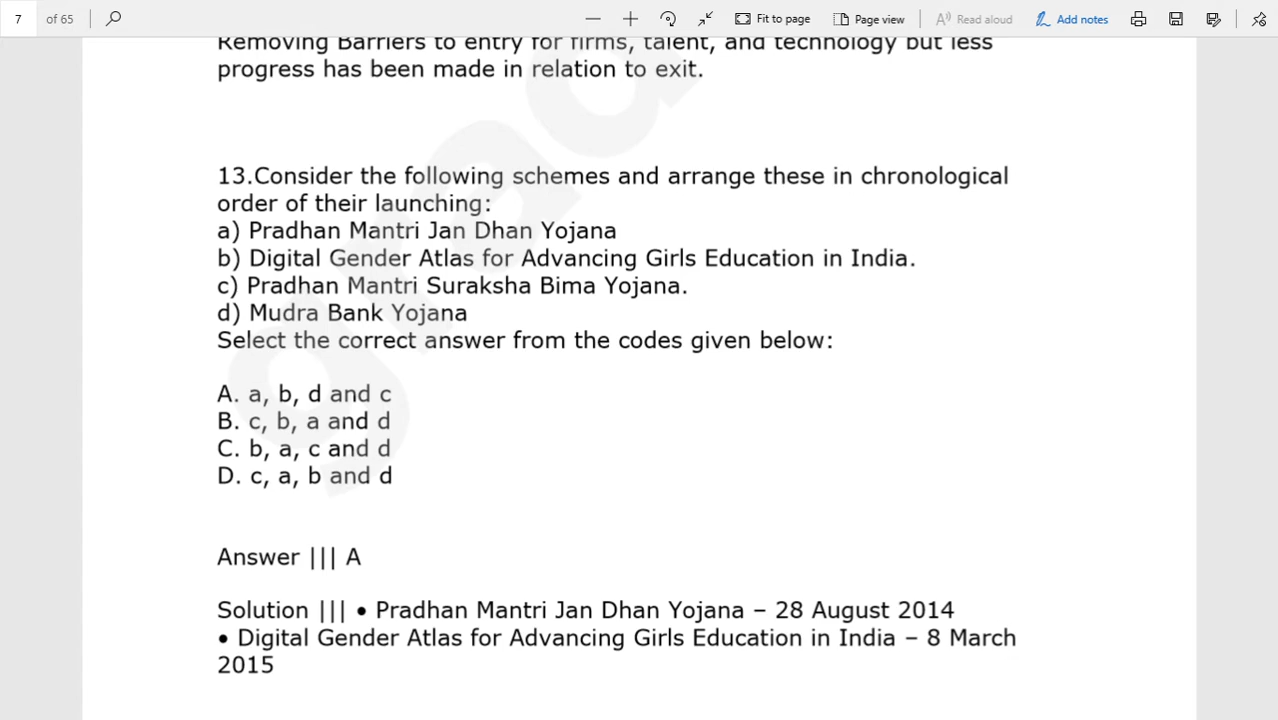 7 of 65 Fit to page Page view Read aloud Add notes
Removing Barriers to entry for firms, talent, and technology but less
progress has been made in relation to exit.
13.Consider the following schemes and arrange these in chronological
order of their launching:
a) Pradhan Mantri Jan Dhan Yojana
b) Digital Gender Atlas for Advancing Girls Education in India.
c) Pradhan Mantri Suraksha Bima Yojana.
d) Mudra Bank Yojana
Select the correct answer from the codes given below:
A. a, b, d and c
B. c, b, a and d
C. b, a, c and d
D. c, a, b and d
Answer ||| A
Solution ||| • Pradhan Mantri Jan Dhan Yojana – 28 August 2014
• Digital Gender Atlas for Advancing Girls Education in India – 8 March
2015
grad